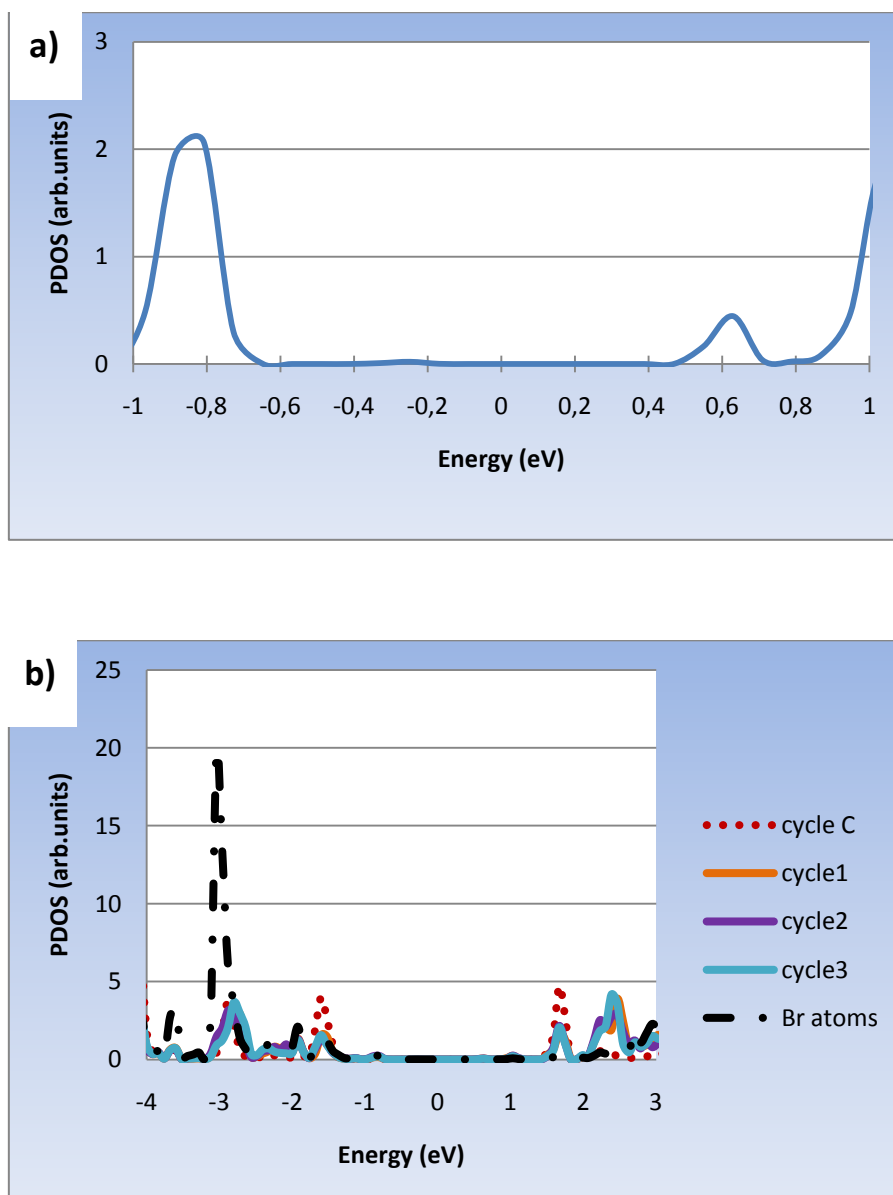 a)
3
2
1
0
PDOS (arb.units)
-1 -0,8 -0,6 -0,4 -0,2 0 0,2 0,4 0,6 0,8 1
Energy (eV)
b)
25
20
15
10
5
0
PDOS (arb.units)
-4 -3 -2 -1 0 1 2 3
Energy (eV)
cycle C
cycle1
cycle2
cycle3
Br atoms